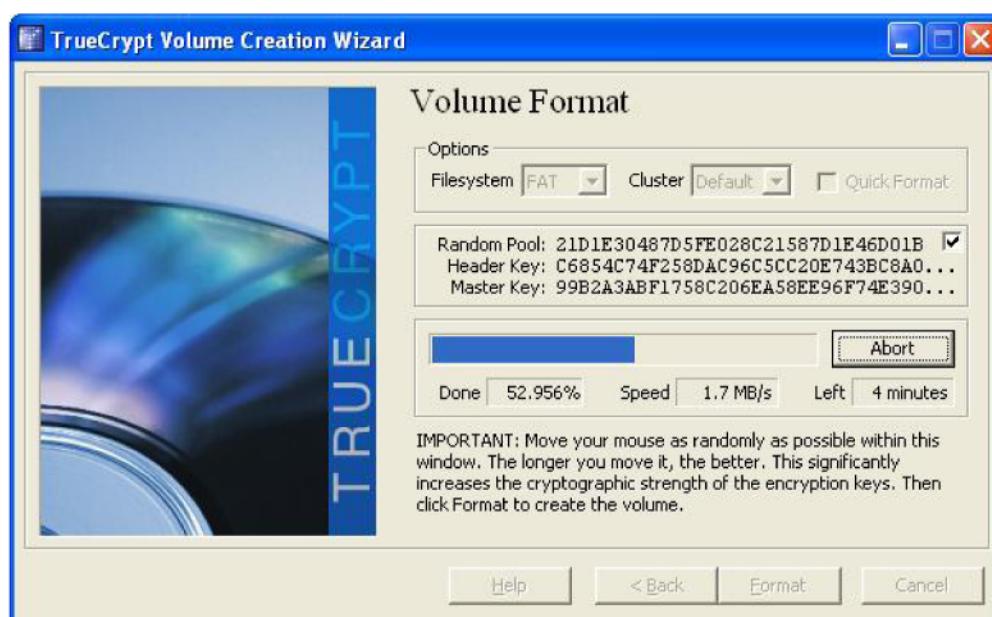 TrueCrypt Volume Creation Wizard
TRUECRYPT
Volume Format
Options
Filesystem FAT Cluster Default Quick Format
Random Pool: 21D1E30487D5FE028C21587D1E46D01B
Header Key: C6854C74F258DAC96C5CC20E743BC8A0...
Master Key: 99B2A3ABF1758C206EA58EE96F74E390...
Abort
Done 52.956% Speed 1.7 MB/s Left 4 minutes
IMPORTANT: Move your mouse as randomly as possible within this
window. The longer you move it, the better. This significantly
increases the cryptographic strength of the encryption keys. Then
click Format to create the volume.
Help < Back Format Cancel